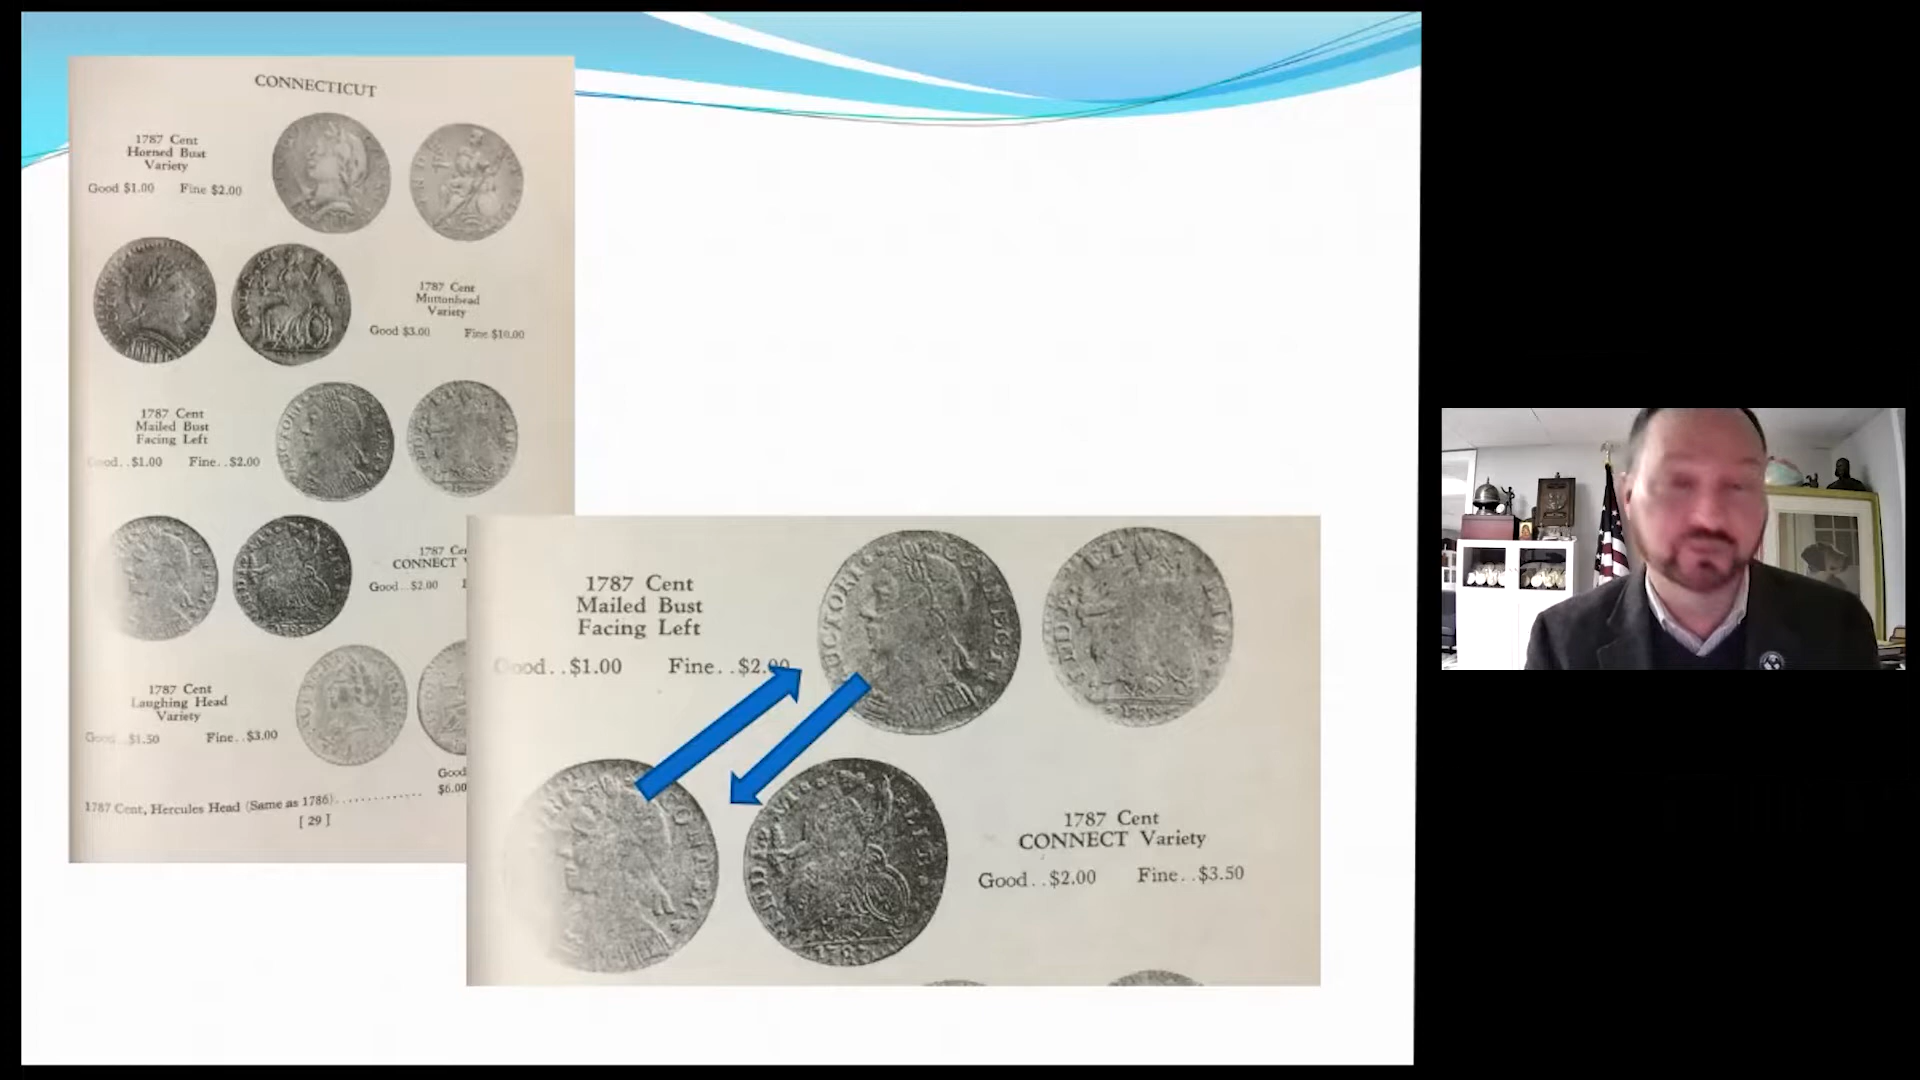 CONNECTICUT
1787 Cent
Horned Bust
Variety
Good $1.00 Fine $2.00
1787 Cent
Muttonhead
Variety
Good $3.00 Fine $10.00
1787 Cent
Mailed Bust
Facing Left
Good..$1.00 Fine..$2.00
CONNECT
Good..$2.00
1787 Cent
Laughing Head
Variety
Good..$1.50 Fine..$3.00
Good
$6.00
1787 Cent, Hercules Head (Same as 1786)
[ 29 ]
1787 Cent
Mailed Bust
Facing Left
Good..$1.00 Fine..$2.00
1787 Cent
CONNECT Variety
Good..$2.00 Fine..$3.50